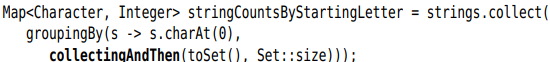 Map<Character, Integer> stringCountsByStartingLetter = strings.collect(
groupingBy(s -> s.charAt(0),
collectingAndThen(toSet(), Set::size)));